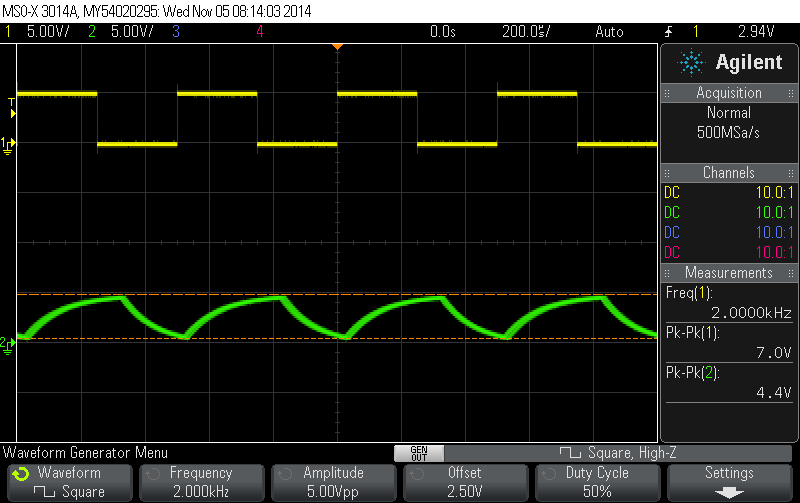 MSO-X 3014A, MY54020295: Wed Nov 05 08:14:03 2014
1 5.00V/ 2 5.00V/ 3 4 0.0s 200.0s/ Auto 1 2.94V
Agilent
Acquisition
Normal
500MSa/s
Channels
DC 10.0:1
DC 10.0:1
DC 10.0:1
DC 10.0:1
Measurements
Freq(1):
2.0000kHz
Pk-Pk(1):
7.0V
Pk-Pk(2):
4.4V
T
1
2
Waveform Generator Menu
GEN OUT
Square, High-Z
Waveform
Square
Frequency
2.000kHz
Amplitude
5.00Vpp
Offset
2.50V
Duty Cycle
50%
Settings